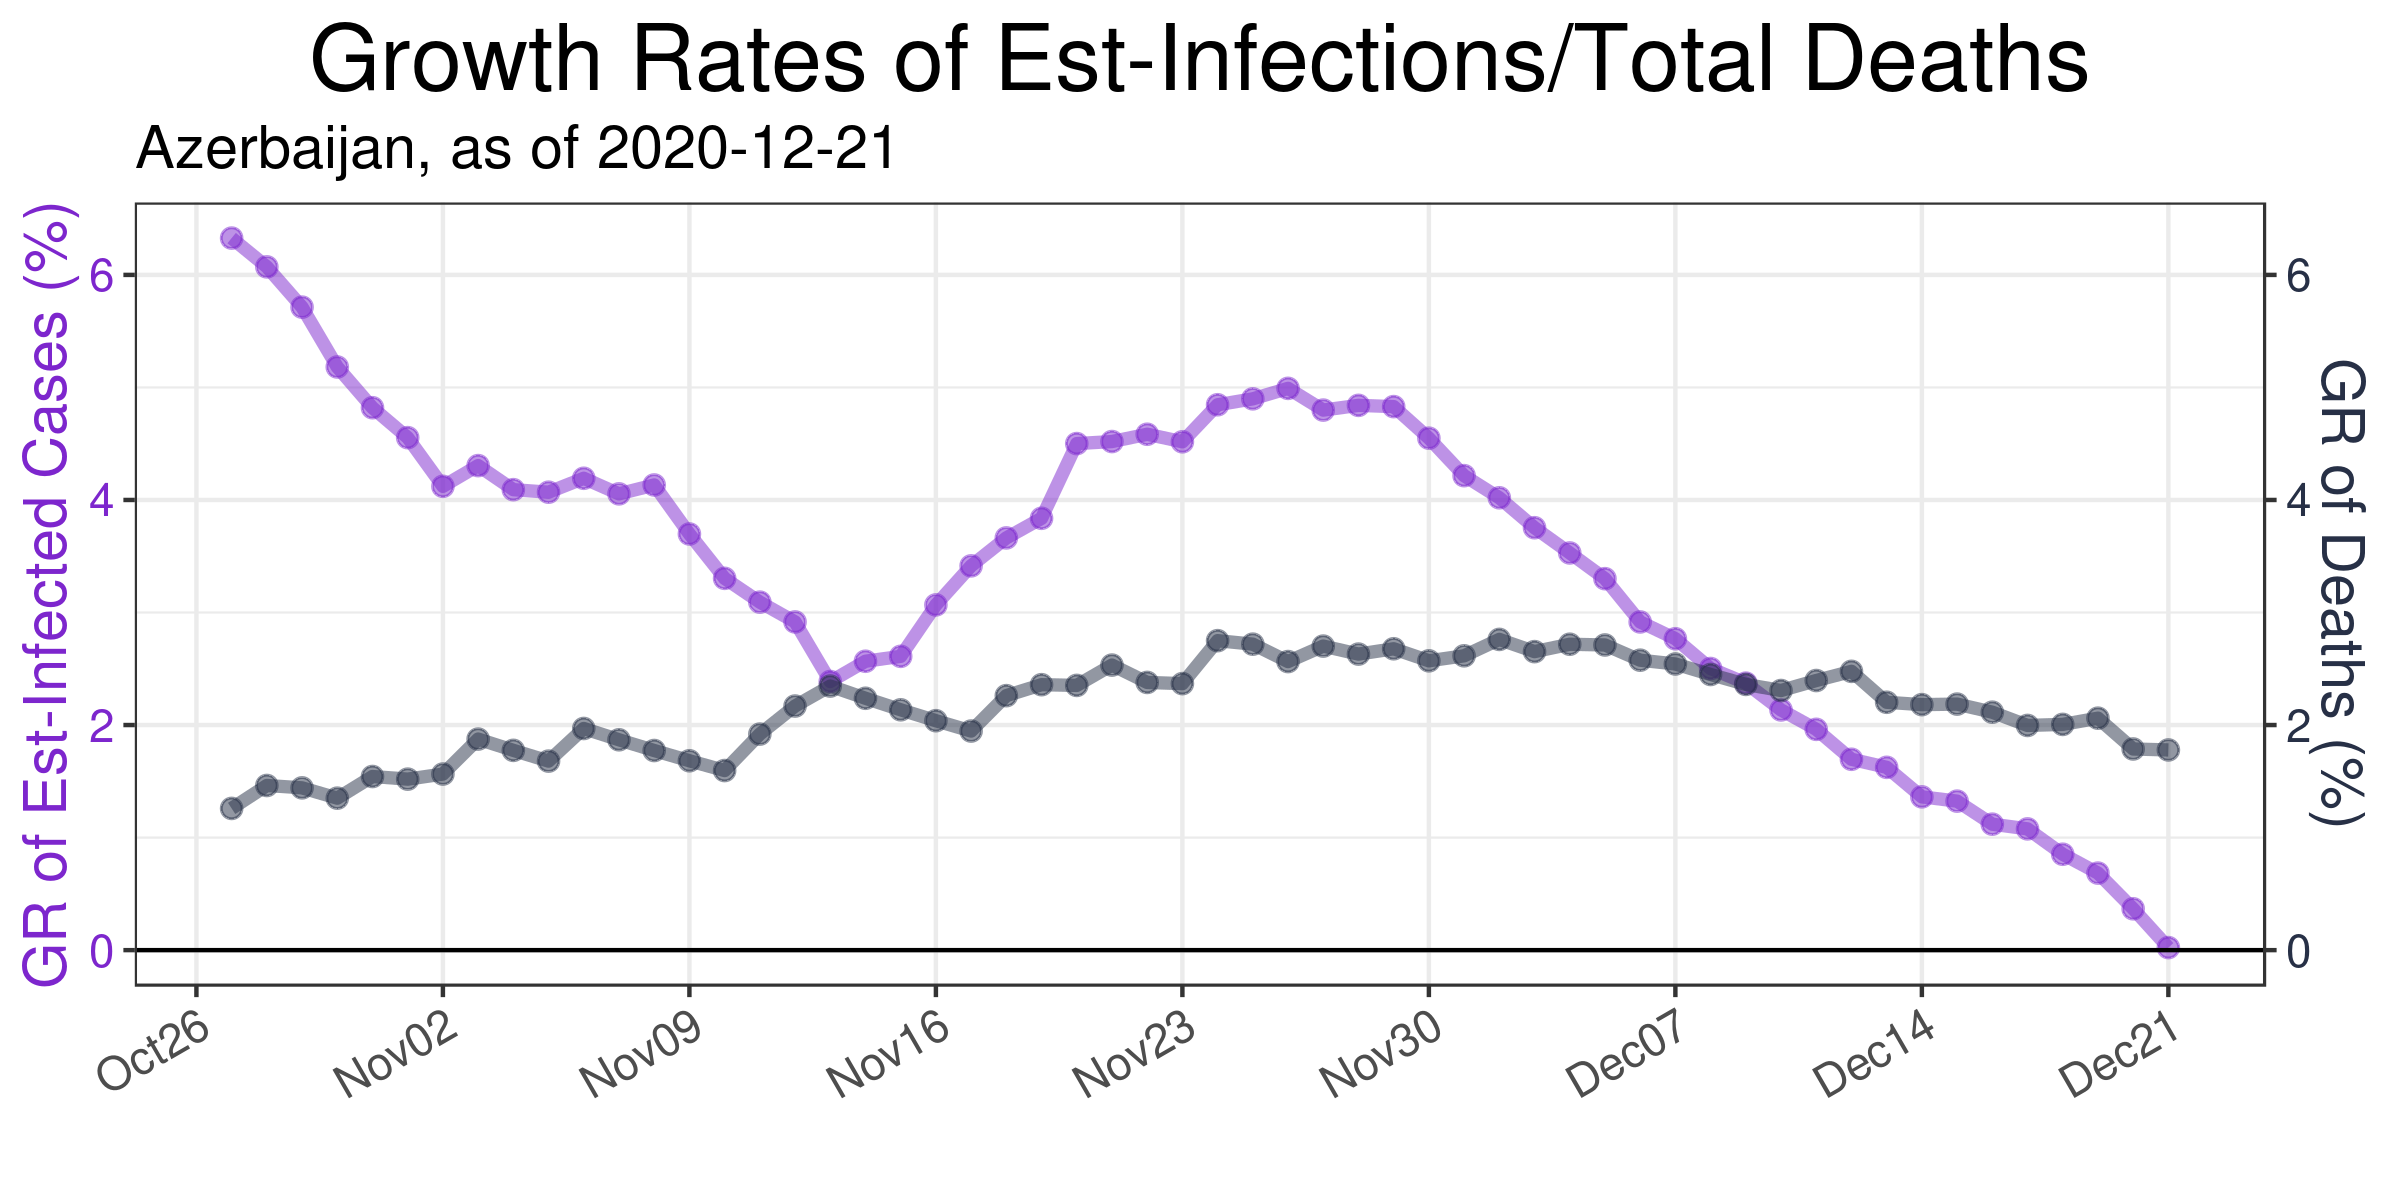 Growth Rates of Est-Infections/Total Deaths
Azerbaijan, as of 2020-12-21
GR of Est-Infected Cases (%)
6
4
2
0
6
4
2
0
GR of Deaths (%)
Oct26
Nov02
Nov09
Nov16
Nov23
Nov30
Dec07
Dec14
Dec21